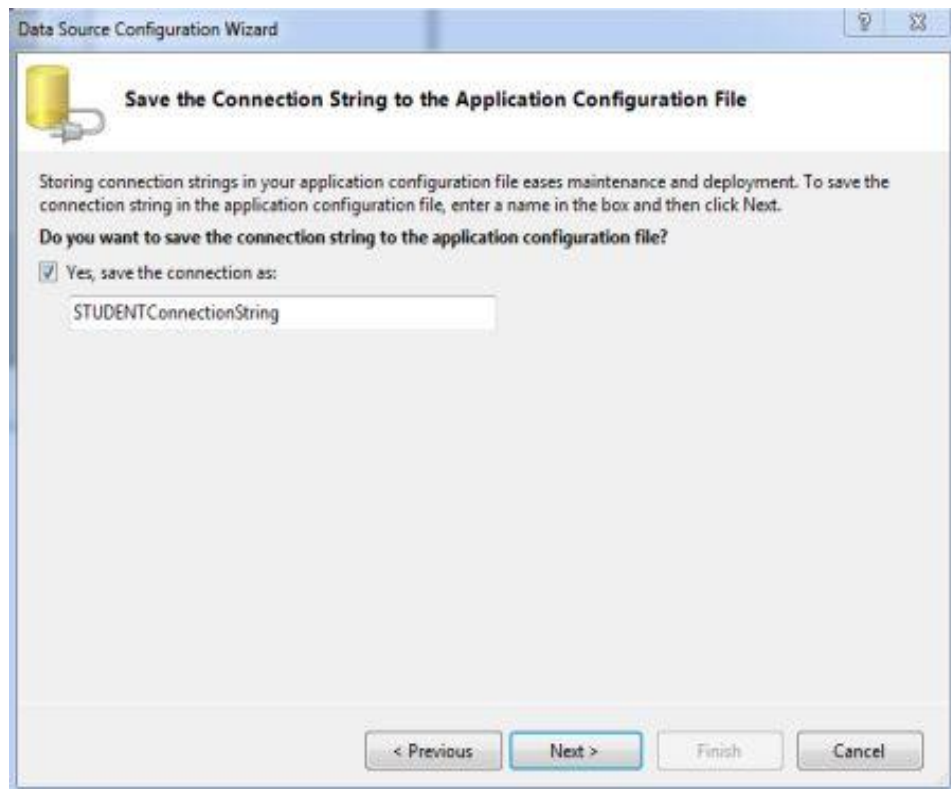 Data Source Configuration Wizard
Save the Connection String to the Application Configuration File
Storing connection strings in your application configuration file eases maintenance and deployment. To save the
connection string in the application configuration file, enter a name in the box and then click Next.
Do you want to save the connection string to the application configuration file?
Yes, save the connection as:
STUDENTConnectionString
< Previous
Next >
Finish
Cancel